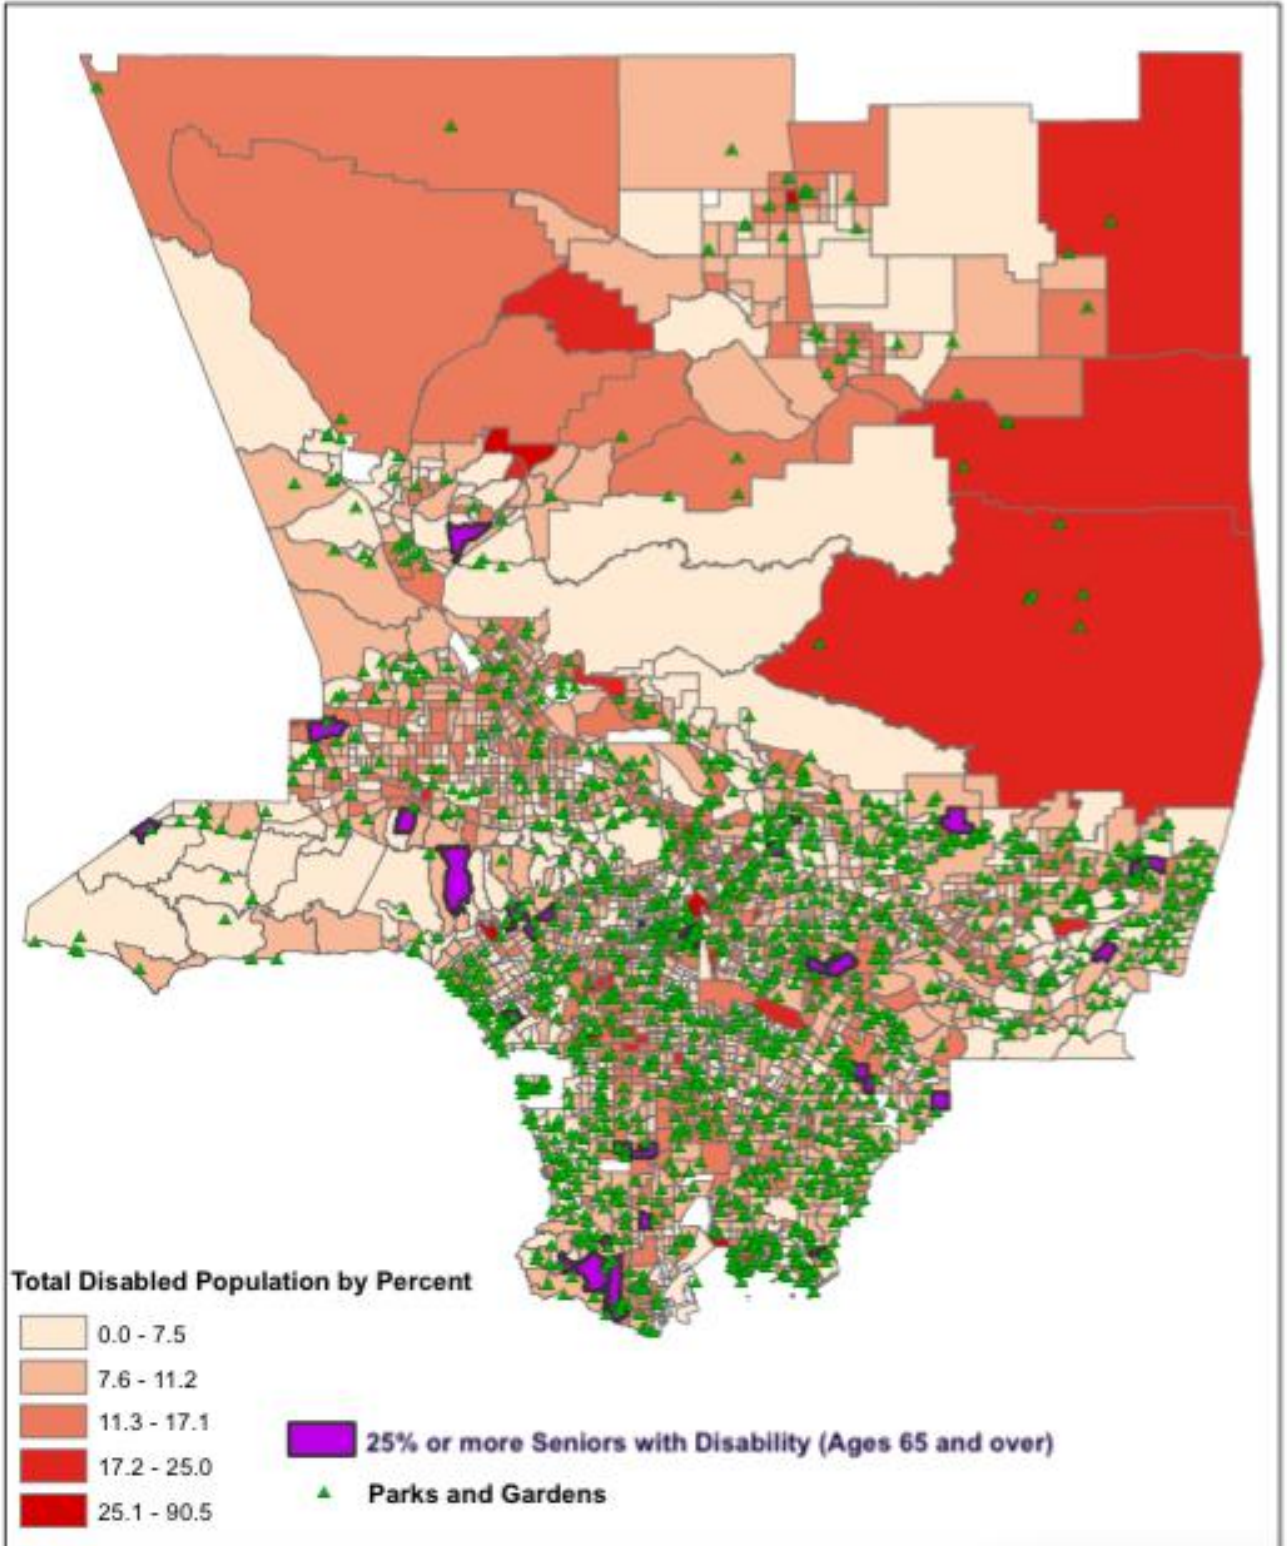 Total Disabled Population by Percent
0.0 - 7.5
7.6 - 11.2
11.3 - 17.1
17.2 - 25.0
25.1 - 90.5
25% or more Seniors with Disability (Ages 65 and over)
Parks and Gardens